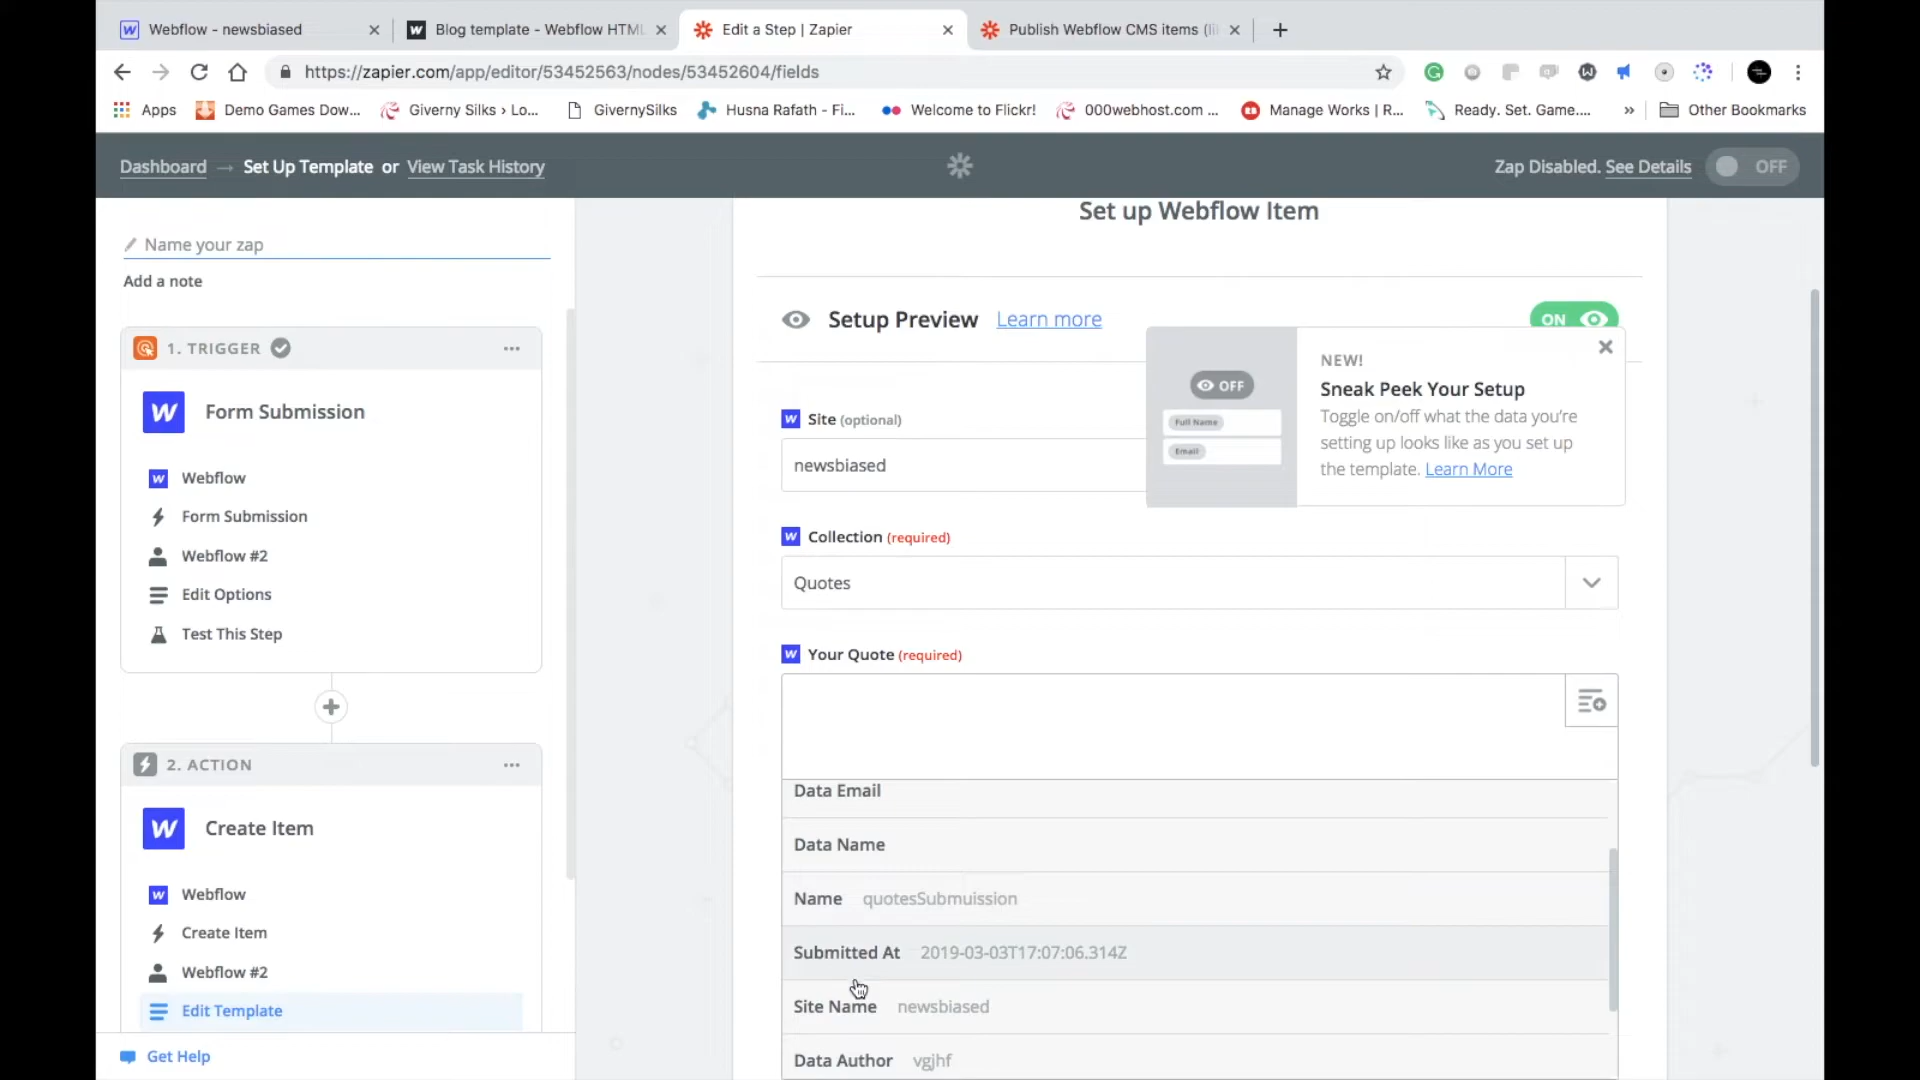 Webflow - newsbiased
Blog template - Webflow HTML
Edit a Step | Zapier
Publish Webflow CMS items (li
https://zapier.com/app/editor/53452563/nodes/53452604/fields
Apps
Demo Games Dow...
Giverny Silks › Lo...
GivernySilks
Husna Rafath - Fi...
Welcome to Flickr!
000webhost.com ...
Manage Works | R...
Ready. Set. Game....
»
Other Bookmarks
Dashboard → Set Up Template or View Task History
Zap Disabled. See Details
OFF
Name your zap
Add a note
1. TRIGGER
Form Submission
Webflow
Form Submission
Webflow #2
Edit Options
Test This Step
2. ACTION
Create Item
Webflow
Create Item
Webflow #2
Edit Template
Get Help
Set up Webflow Item
Setup Preview Learn more
ON
OFF
Full Name
Email
NEW!
Sneak Peek Your Setup
Toggle on/off what the data you're
setting up looks like as you set up
the template. Learn More
Site (optional)
newsbiased
Collection (required)
Quotes
Your Quote (required)
Data Email
Data Name
Name quotesSubmuission
Submitted At 2019-03-03T17:07:06.314Z
Site Name newsbiased
Data Author vgjhf